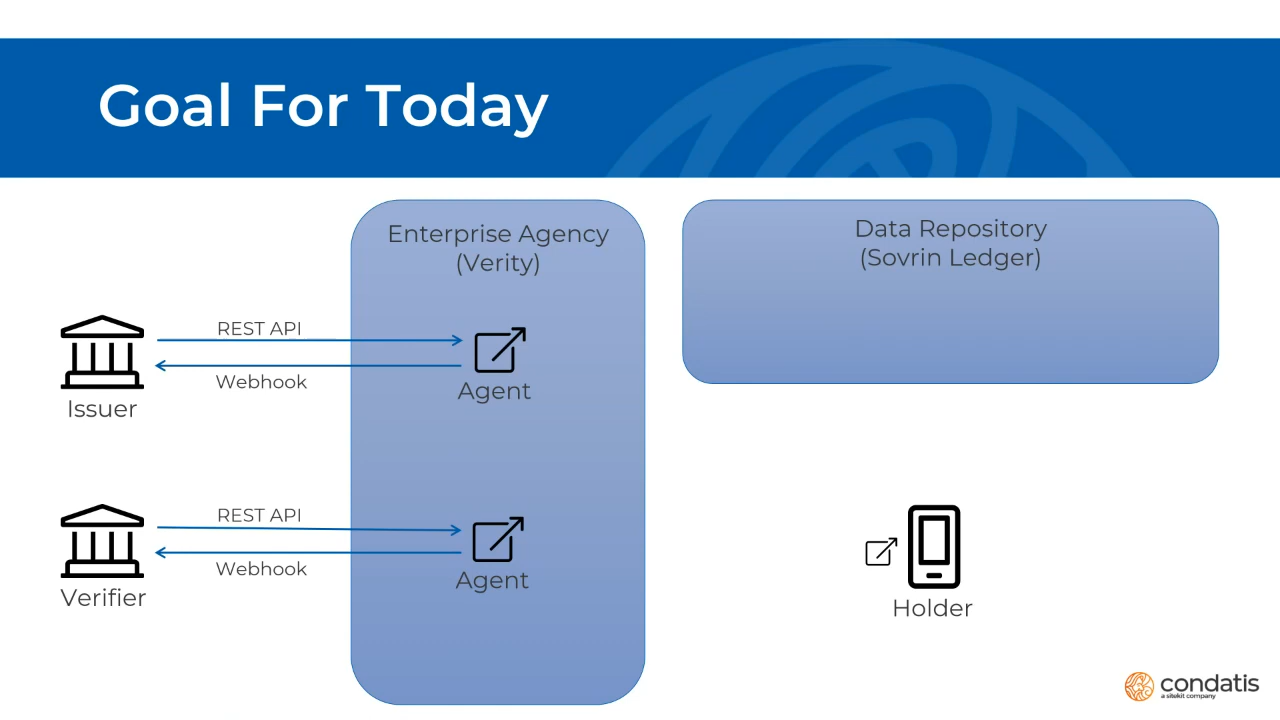 Goal For Today
Enterprise Agency
(Verity)
Data Repository
(Sovrin Ledger)
REST API
Webhook
Issuer
Agent
REST API
Webhook
Verifier
Agent
Holder
condatis
a sitekit company